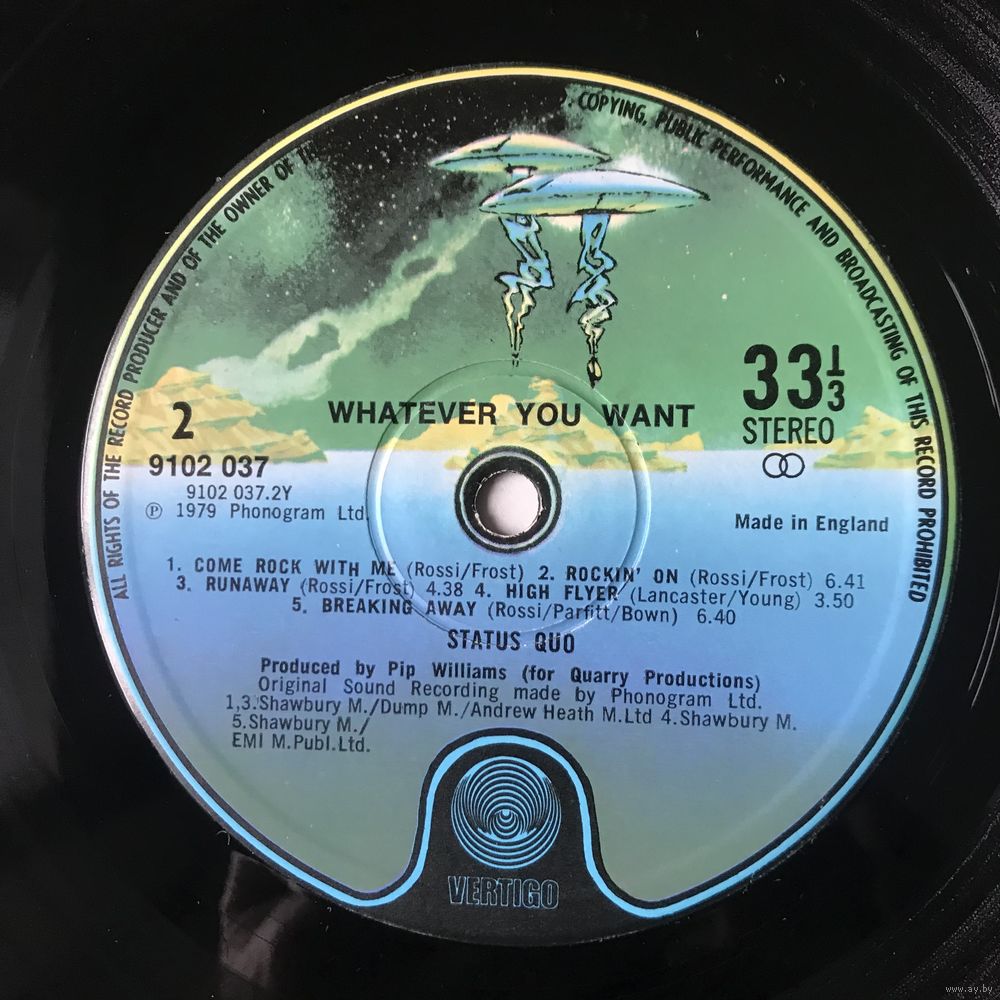 ALL RIGHTS OF THE RECORD PRODUCER AND OF THE OWNER OF
COPYING, PUBLIC PERFORMANCE AND BROADCASTING OF THIS RECORD PROHIBITED
33 1/3
STEREO
2
WHATEVER YOU WANT
9102 037
9102 037.2Y
℗ 1979 Phonogram Ltd.
Made in England
1. COME ROCK WITH ME (Rossi/Frost) 2. ROCKIN' ON (Rossi/Frost) 6.41
3. RUNAWAY (Rossi/Frost) 4.38 4. HIGH FLYER (Lancaster/Young) 3.50
5. BREAKING AWAY (Rossi/Parfitt/Bown) 6.40
STATUS QUO
Produced by Pip Williams (for Quarry Productions)
Original Sound Recording made by Phonogram Ltd.
1,3.Shawbury M./Dump M./Andrew Heath M.Ltd 4.Shawbury M.
5.Shawbury M./
EMI M.Publ.Ltd.
VERTIGO
www.ay.by